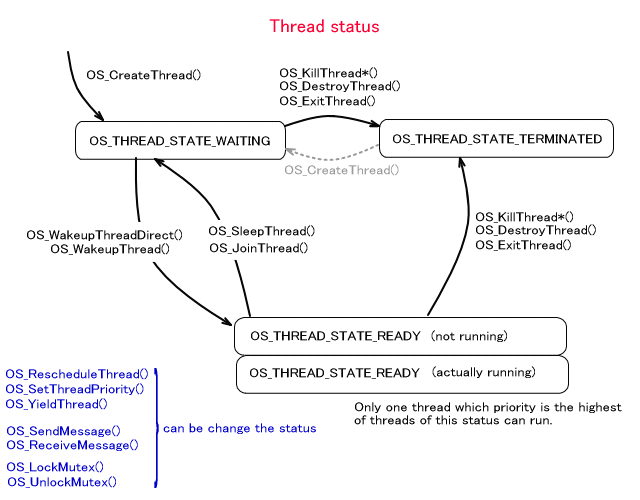 Thread status
OS_CreateThread()
OS_KillThread*()
OS_DestroyThread()
OS_ExitThread()
OS_THREAD_STATE_WAITING
OS_THREAD_STATE_TERMINATED
OS_CreateThread()
OS_WakeupThreadDirect()
OS_WakeupThread()
OS_SleepThread()
OS_JoinThread()
OS_KillThread*()
OS_DestroyThread()
OS_ExitThread()
OS_THREAD_STATE_READY (not running)
OS_THREAD_STATE_READY (actually running)
Only one thread which priority is the highest
of threads of this status can run.
OS_RescheduleThread()
OS_SetThreadPriority()
OS_YieldThread()
OS_SendMessage()
OS_ReceiveMessage()
OS_LockMutex()
OS_UnlockMutex()
can be change the status